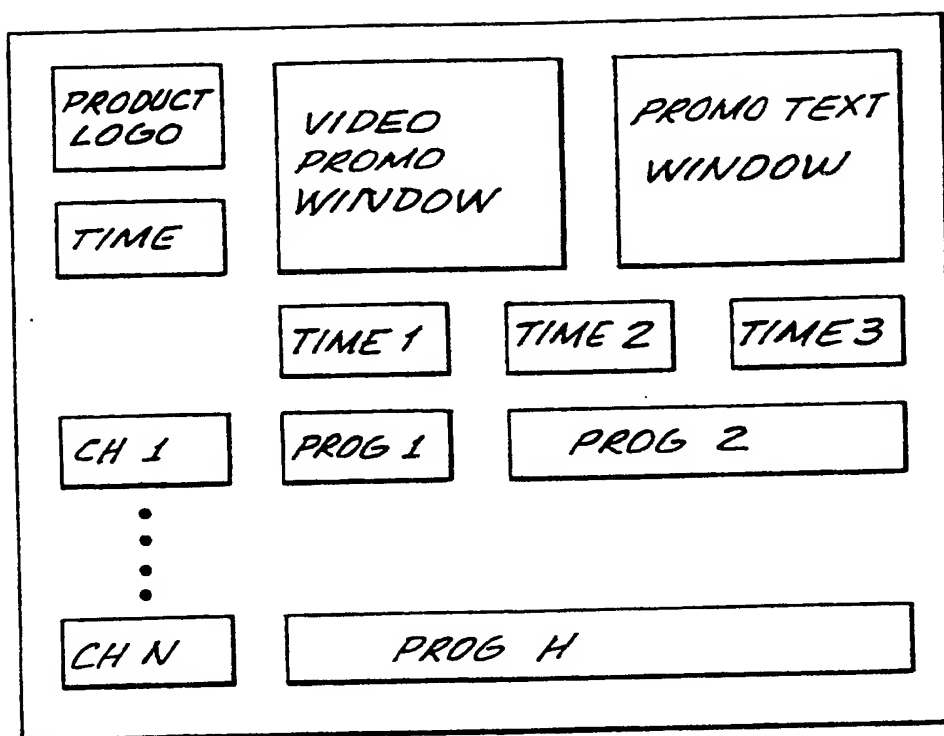 PRODUCT
LOGO
VIDEO
PROMO
WINDOW
PROMO TEXT
WINDOW
TIME
TIME 1
TIME 2
TIME 3
CH 1
PROG 1
PROG 2
CH N
PROG H